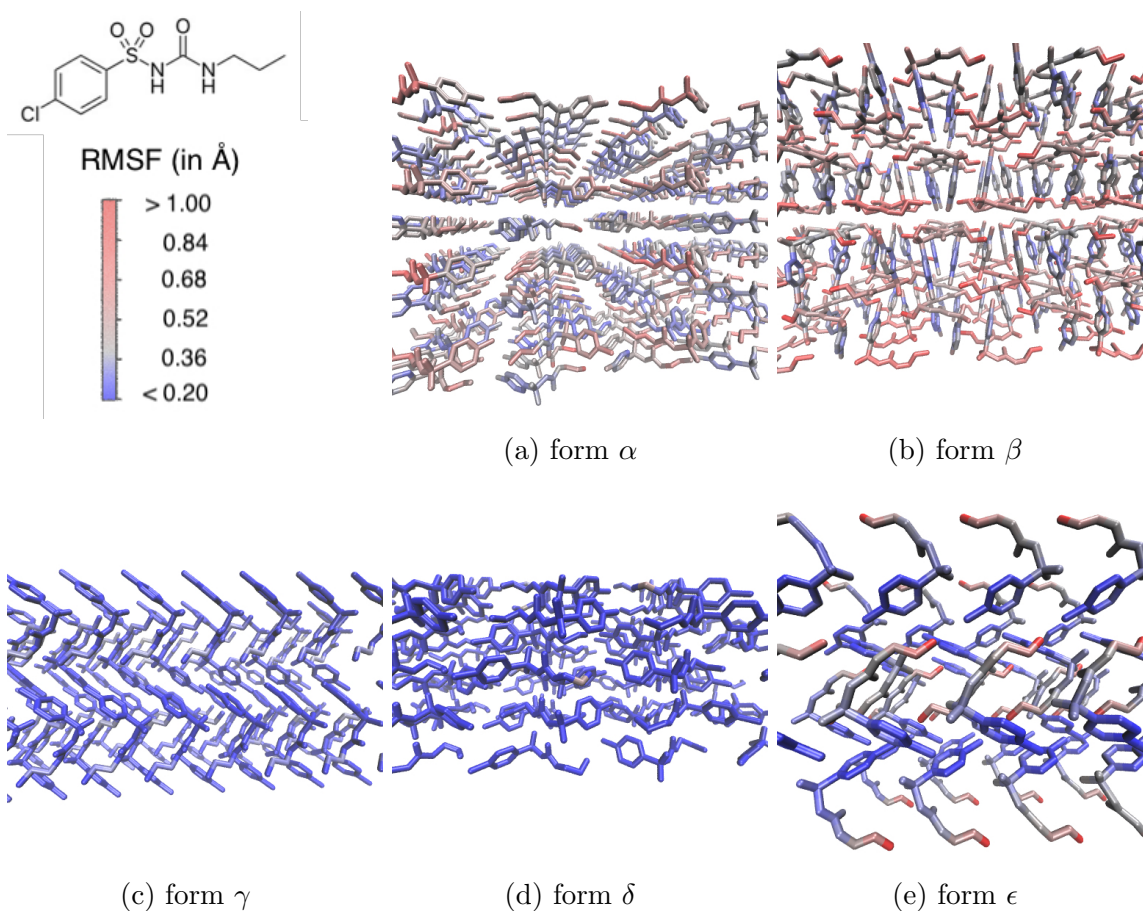 O O O
S
N
H
N
H
Cl
RMSF (in Å)
> 1.00
0.84
0.68
0.52
0.36
< 0.20
(a) form α
(b) form β
(c) form γ
(d) form δ
(e) form ϵ